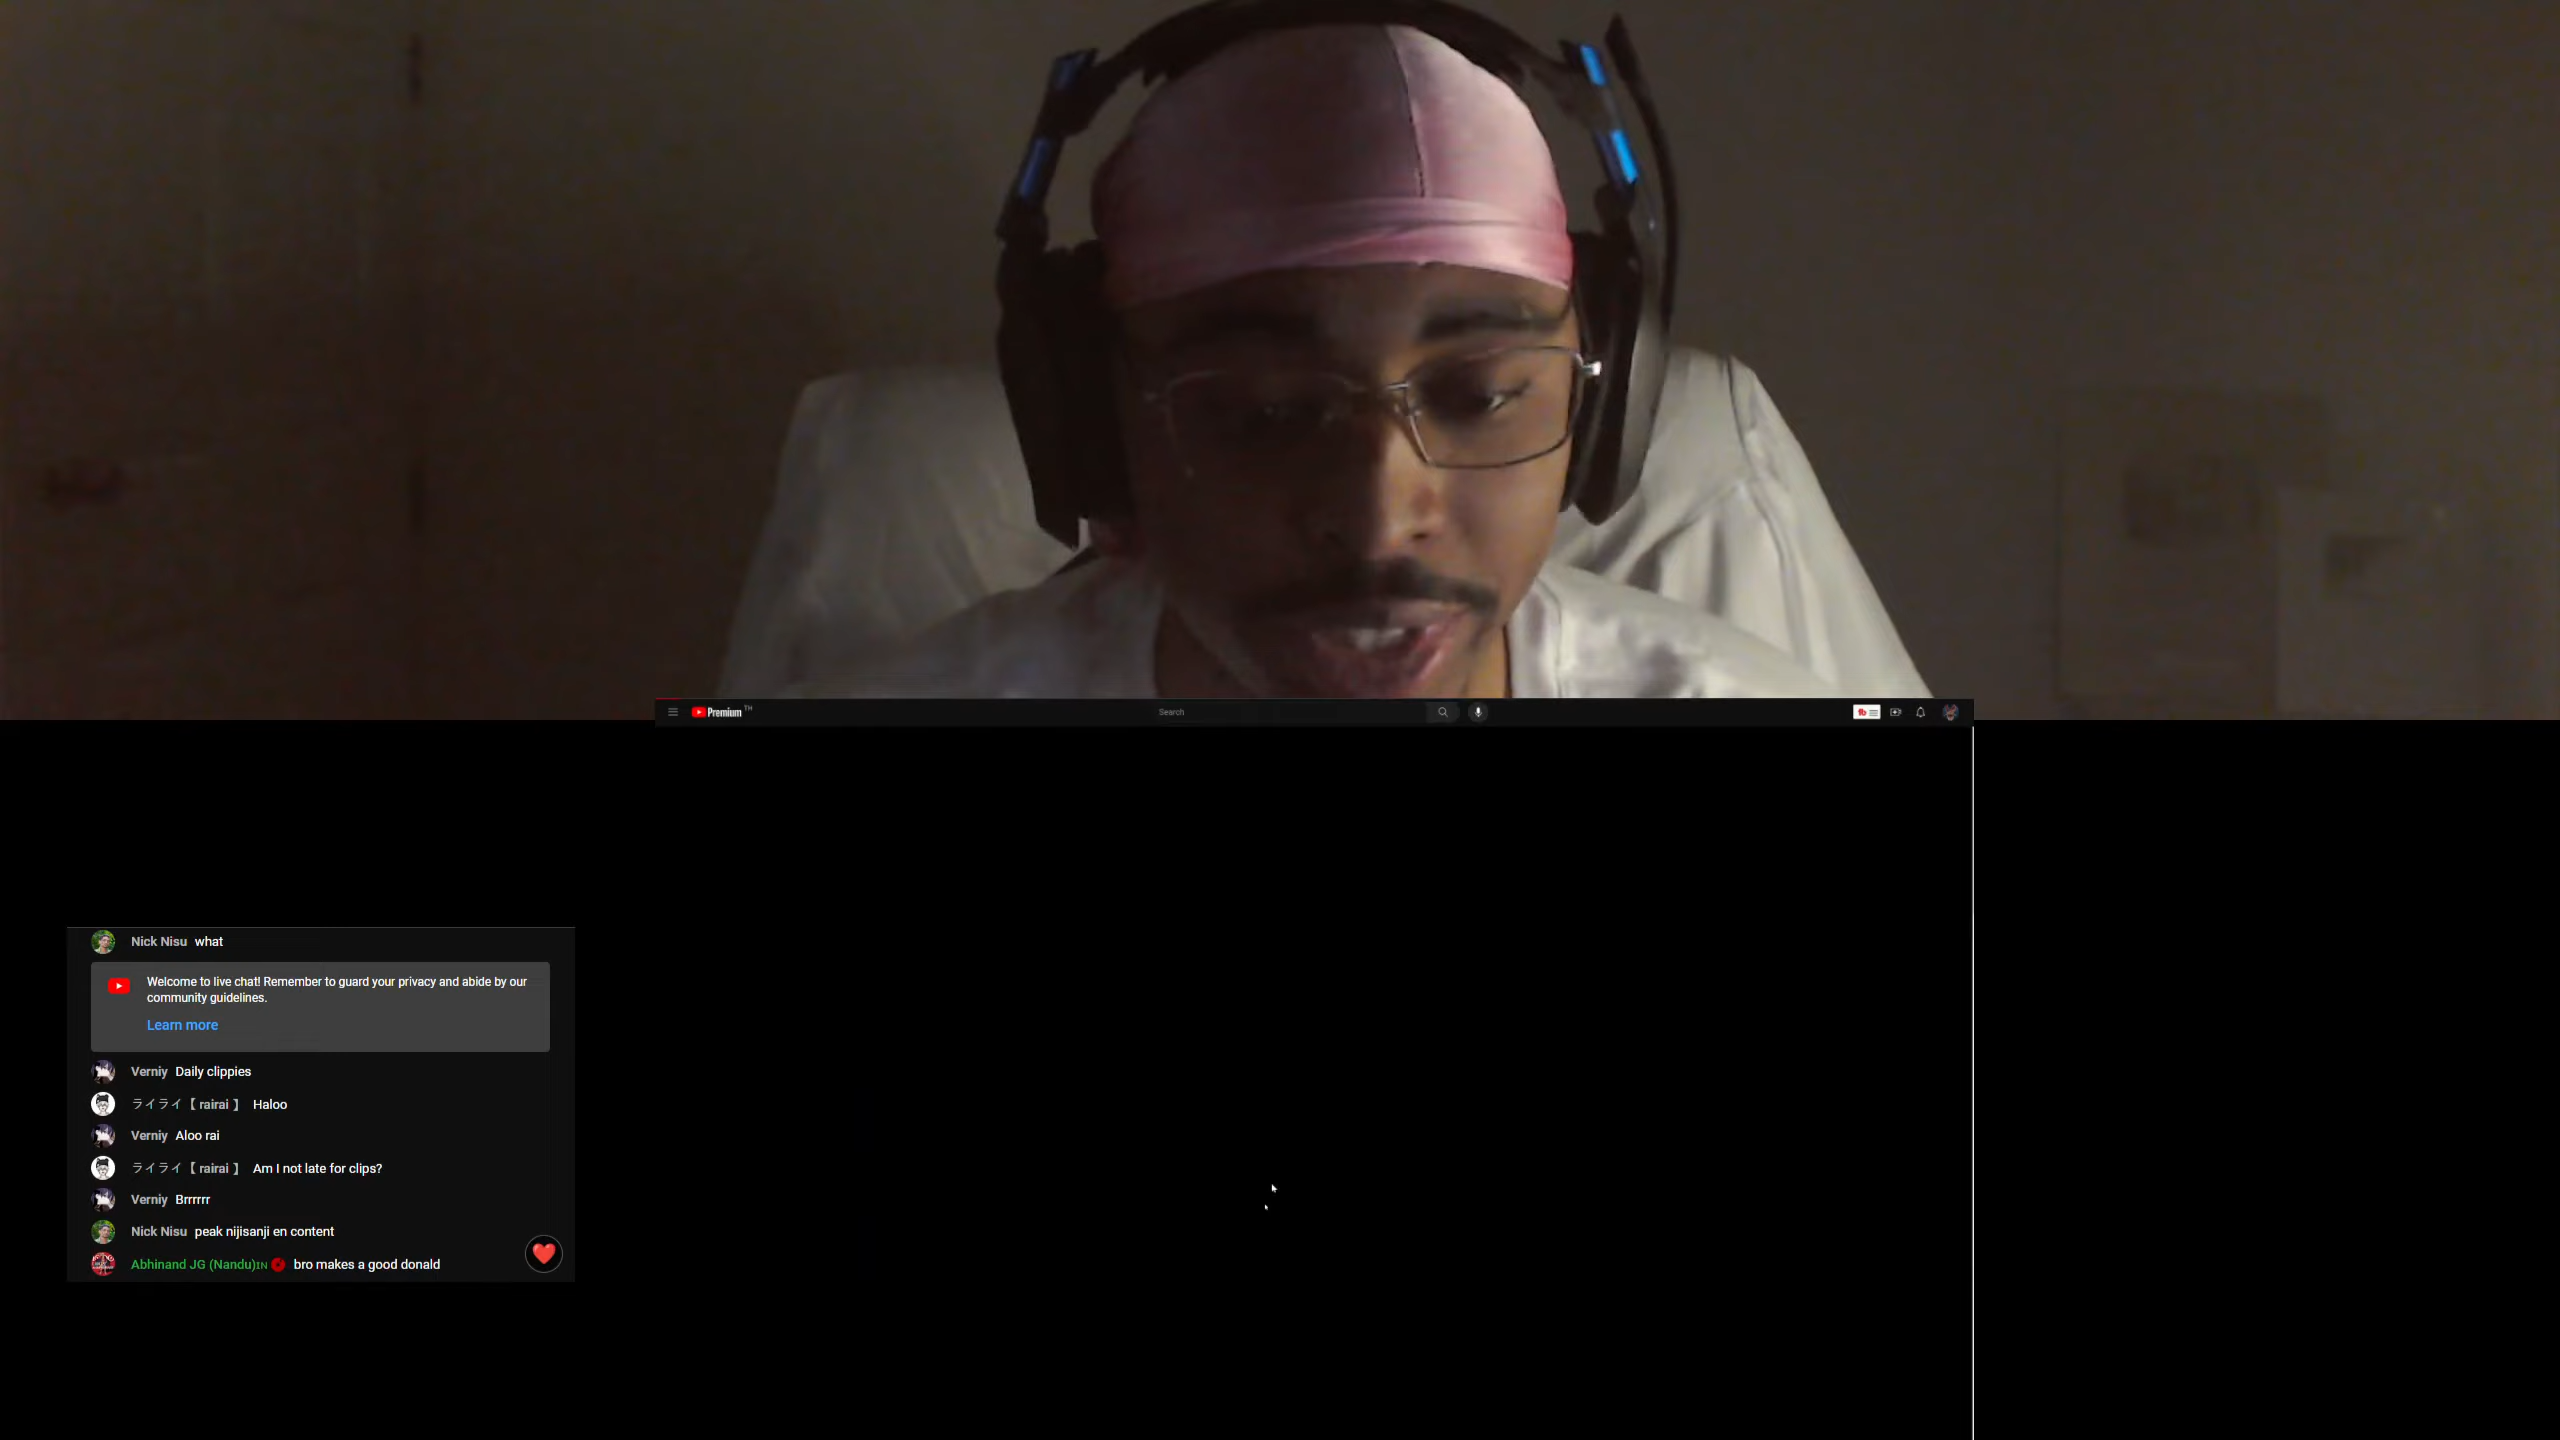 Premium TH
Search
Nick Nisu what
Welcome to live chat! Remember to guard your privacy and abide by our
community guidelines.
Learn more
Verniy Daily clippies
ライライ【 rairai 】 Haloo
Verniy Aloo rai
ライライ【 rairai 】 Am I not late for clips?
Verniy Brrrrrr
Nick Nisu peak nijisanji en content
Abhinand JG (Nandu)ɪɴ bro makes a good donald